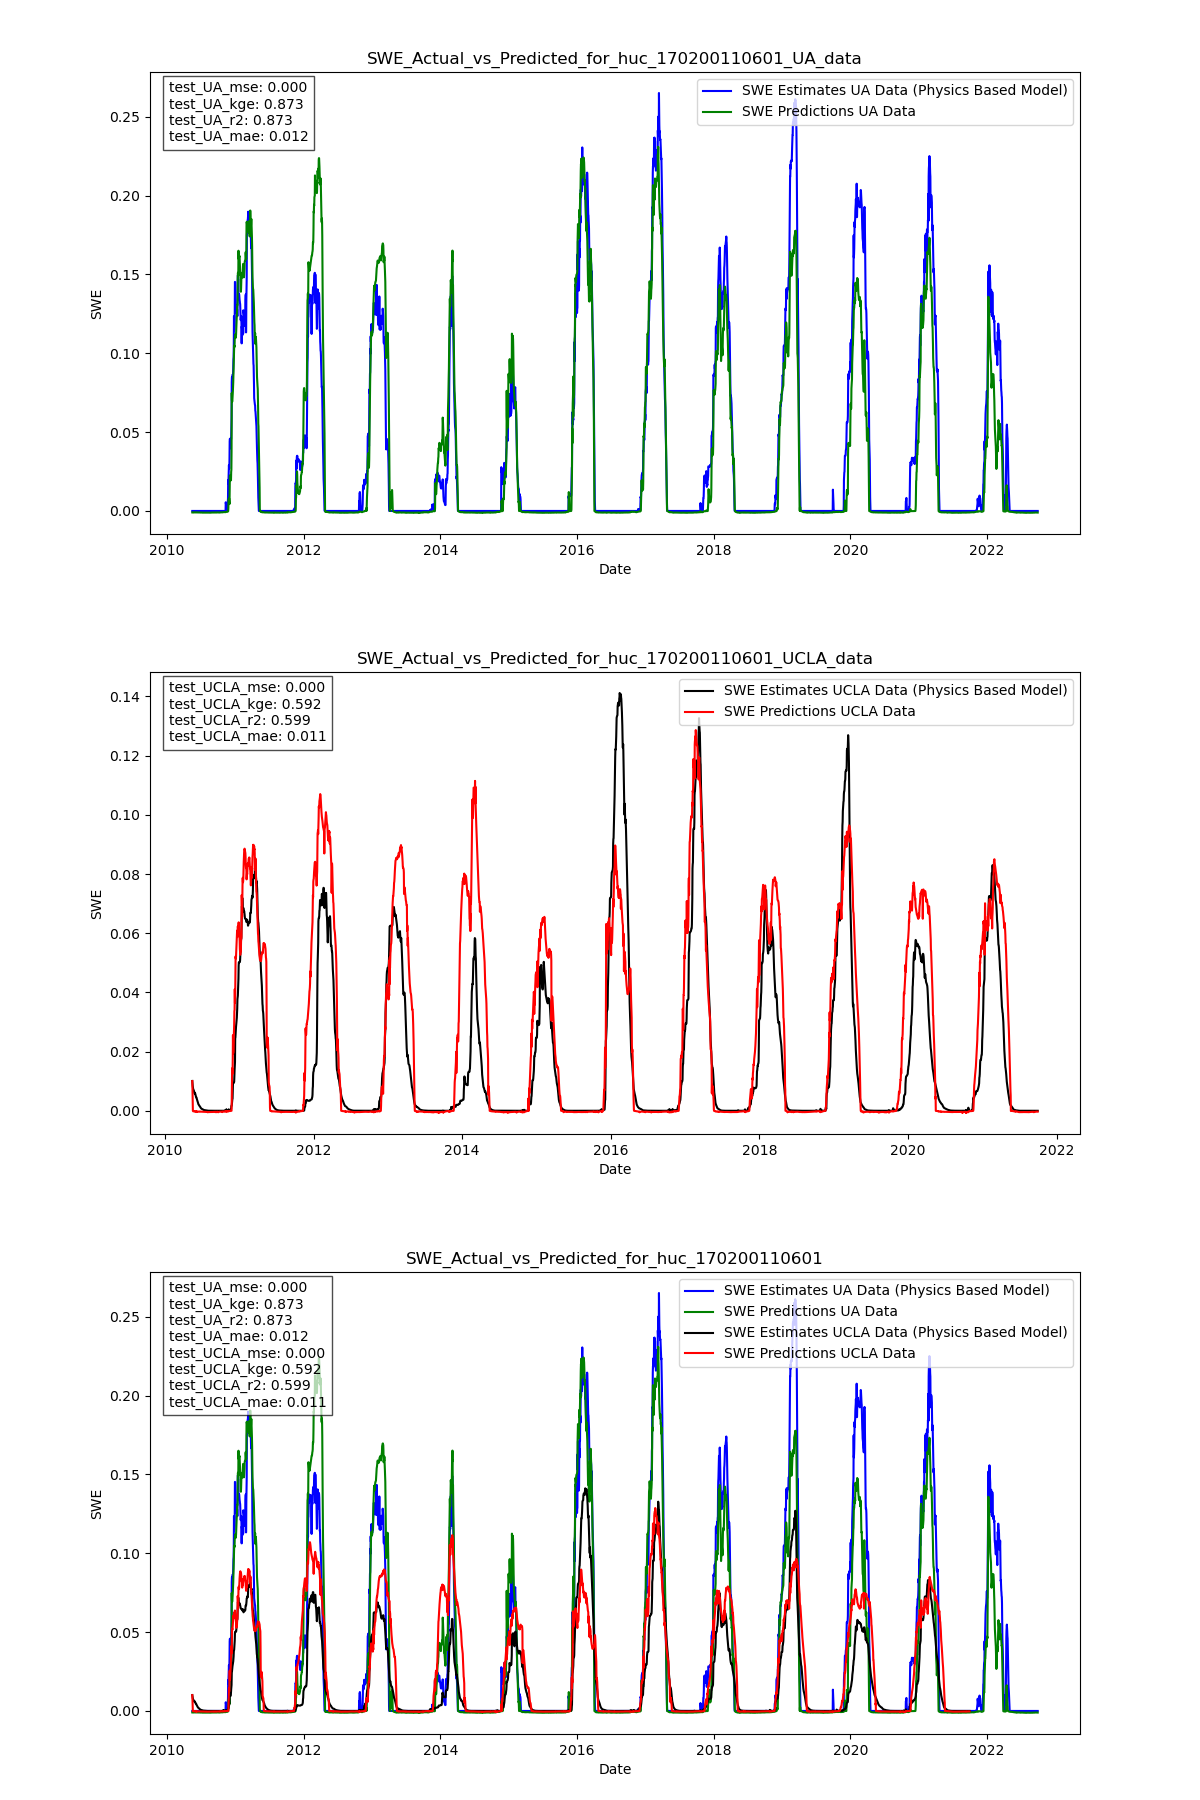 SWE_Actual_vs_Predicted_for_huc_170200110601_UA_data
test_UA_mse: 0.000
test_UA_kge: 0.873
test_UA_r2: 0.873
test_UA_mae: 0.012
SWE Estimates UA Data (Physics Based Model)
SWE Predictions UA Data
0.25
0.20
0.15
0.10
0.05
0.00
SWE
2010 2012 2014 2016 2018 2020 2022
Date
SWE_Actual_vs_Predicted_for_huc_170200110601_UCLA_data
test_UCLA_mse: 0.000
test_UCLA_kge: 0.592
test_UCLA_r2: 0.599
test_UCLA_mae: 0.011
SWE Estimates UCLA Data (Physics Based Model)
SWE Predictions UCLA Data
0.14
0.12
0.10
0.08
0.06
0.04
0.02
0.00
SWE
2010 2012 2014 2016 2018 2020 2022
Date
SWE_Actual_vs_Predicted_for_huc_170200110601
test_UA_mse: 0.000
test_UA_kge: 0.873
test_UA_r2: 0.873
test_UA_mae: 0.012
test_UCLA_mse: 0.000
test_UCLA_kge: 0.592
test_UCLA_r2: 0.599
test_UCLA_mae: 0.011
SWE Estimates UA Data (Physics Based Model)
SWE Predictions UA Data
SWE Estimates UCLA Data (Physics Based Model)
SWE Predictions UCLA Data
0.25
0.20
0.15
0.10
0.05
0.00
SWE
2010 2012 2014 2016 2018 2020 2022
Date